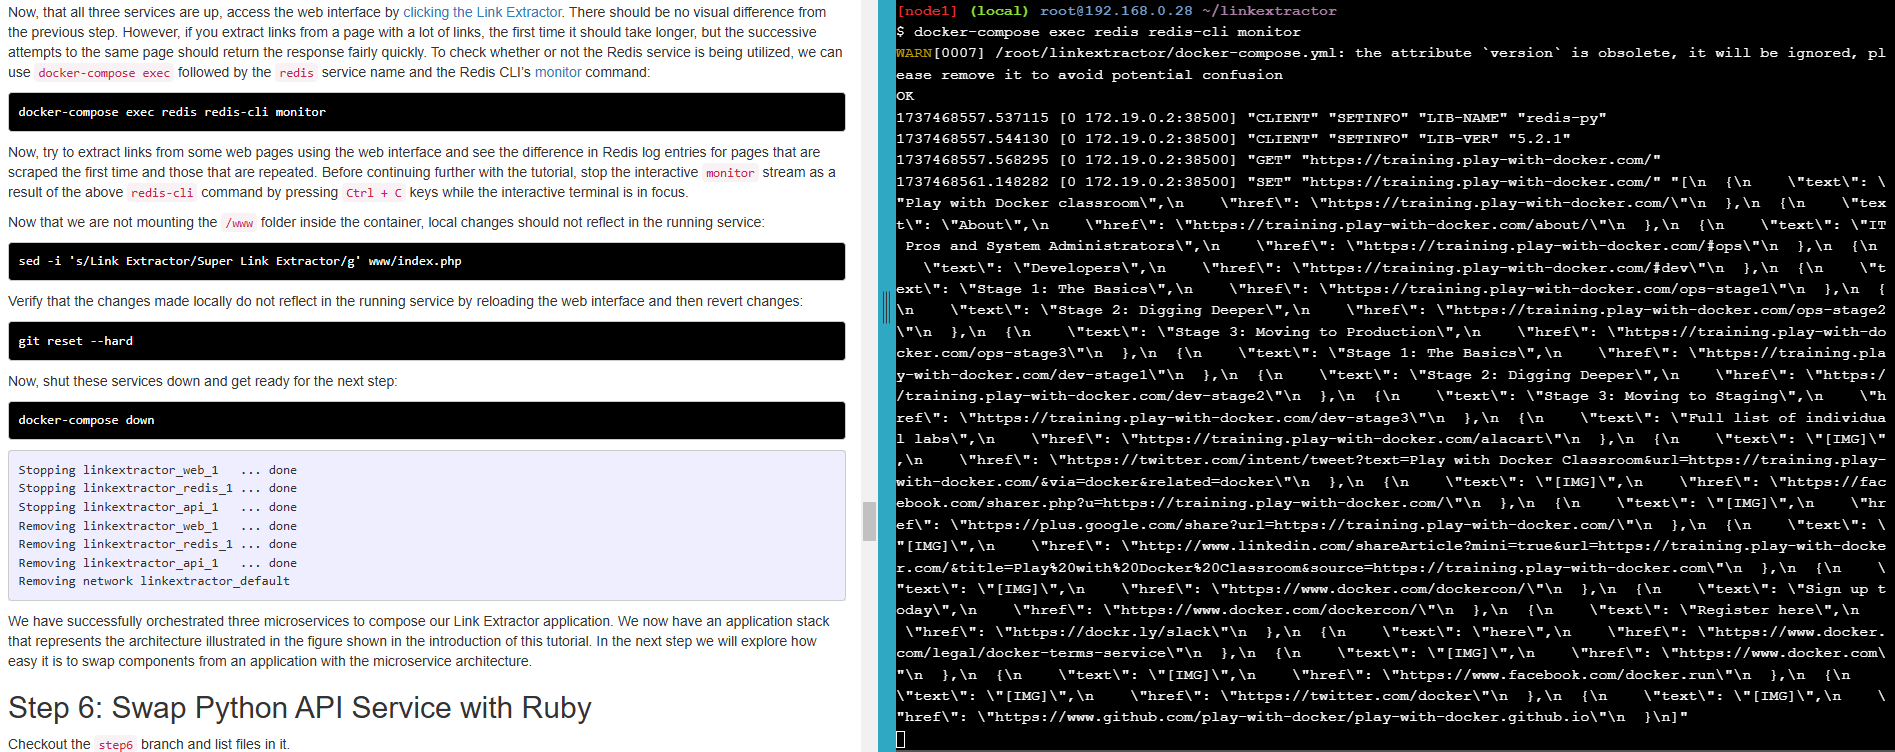 Now, that all three services are up, access the web interface by clicking the Link Extractor. There should be no visual difference from
the previous step. However, if you extract links from a page with a lot of links, the first time it should take longer, but the successive
attempts to the same page should return the response fairly quickly. To check whether or not the Redis service is being utilized, we can
use docker-compose exec followed by the redis service name and the Redis CLI's monitor command:
docker-compose exec redis redis-cli monitor
Now, try to extract links from some web pages using the web interface and see the difference in Redis log entries for pages that are
scraped the first time and those that are repeated. Before continuing further with the tutorial, stop the interactive monitor stream as a
result of the above redis-cli command by pressing Ctrl + C keys while the interactive terminal is in focus.
Now that we are not mounting the /www folder inside the container, local changes should not reflect in the running service:
sed -i 's/Link Extractor/Super Link Extractor/g' www/index.php
Verify that the changes made locally do not reflect in the running service by reloading the web interface and then revert changes:
git reset --hard
Now, shut these services down and get ready for the next step:
docker-compose down
Stopping linkextractor_web_1   ... done
Stopping linkextractor_redis_1 ... done
Stopping linkextractor_api_1   ... done
Removing linkextractor_web_1   ... done
Removing linkextractor_redis_1 ... done
Removing linkextractor_api_1   ... done
Removing network linkextractor_default
We have successfully orchestrated three microservices to compose our Link Extractor application. We now have an application stack
that represents the architecture illustrated in the figure shown in the introduction of this tutorial. In the next step we will explore how
easy it is to swap components from an application with the microservice architecture.
Step 6: Swap Python API Service with Ruby
Checkout the step6 branch and list files in it.
[node1] (local) root@192.168.0.28 ~/linkextractor
$ docker-compose exec redis redis-cli monitor
WARN[0007] /root/linkextractor/docker-compose.yml: the attribute `version` is obsolete, it will be ignored, pl
ease remove it to avoid potential confusion
OK
1737468557.537115 [0 172.19.0.2:38500] "CLIENT" "SETINFO" "LIB-NAME" "redis-py"
1737468557.544130 [0 172.19.0.2:38500] "CLIENT" "SETINFO" "LIB-VER" "5.2.1"
1737468557.568295 [0 172.19.0.2:38500] "GET" "https://training.play-with-docker.com/"
1737468561.148282 [0 172.19.0.2:38500] "SET" "https://training.play-with-docker.com/" "[\n  {\n    \"text\": \
"Play with Docker classroom\",\n    \"href\": \"https://training.play-with-docker.com/\"\n  },\n  {\n    \"tex
t\": \"About\",\n    \"href\": \"https://training.play-with-docker.com/about/\"\n  },\n  {\n    \"text\": \"IT
 Pros and System Administrators\",\n    \"href\": \"https://training.play-with-docker.com/#ops\"\n  },\n  {\n 
   \"text\": \"Developers\",\n    \"href\": \"https://training.play-with-docker.com/#dev\"\n  },\n  {\n    \"t
ext\": \"Stage 1: The Basics\",\n    \"href\": \"https://training.play-with-docker.com/ops-stage1\"\n  },\n  {
\n    \"text\": \"Stage 2: Digging Deeper\",\n    \"href\": \"https://training.play-with-docker.com/ops-stage2
\"\n  },\n  {\n    \"text\": \"Stage 3: Moving to Production\",\n    \"href\": \"https://training.play-with-do
cker.com/ops-stage3\"\n  },\n  {\n    \"text\": \"Stage 1: The Basics\",\n    \"href\": \"https://training.pla
y-with-docker.com/dev-stage1\"\n  },\n  {\n    \"text\": \"Stage 2: Digging Deeper\",\n    \"href\": \"https:/
/training.play-with-docker.com/dev-stage2\"\n  },\n  {\n    \"text\": \"Stage 3: Moving to Staging\",\n    \"h
ref\": \"https://training.play-with-docker.com/dev-stage3\"\n  },\n  {\n    \"text\": \"Full list of individua
l labs\",\n    \"href\": \"https://training.play-with-docker.com/alacart\"\n  },\n  {\n    \"text\": \"[IMG]\"
,\n    \"href\": \"https://twitter.com/intent/tweet?text=Play with Docker Classroom&url=https://training.play-
with-docker.com/&via=docker&related=docker\"\n  },\n  {\n    \"text\": \"[IMG]\",\n    \"href\": \"https://fac
ebook.com/sharer.php?u=https://training.play-with-docker.com/\"\n  },\n  {\n    \"text\": \"[IMG]\",\n    \"hr
ef\": \"https://plus.google.com/share?url=https://training.play-with-docker.com/\"\n  },\n  {\n    \"text\": \
"[IMG]\",\n    \"href\": \"http://www.linkedin.com/shareArticle?mini=true&url=https://training.play-with-docke
r.com/&title=Play%20with%20Docker%20Classroom&source=https://training.play-with-docker.com\"\n  },\n  {\n    \
"text\": \"[IMG]\",\n    \"href\": \"https://www.docker.com/dockercon/\"\n  },\n  {\n    \"text\": \"Sign up t
oday\",\n    \"href\": \"https://www.docker.com/dockercon/\"\n  },\n  {\n    \"text\": \"Register here\",\n   
 \"href\": \"https://dockr.ly/slack\"\n  },\n  {\n    \"text\": \"here\",\n    \"href\": \"https://www.docker.
com/legal/docker-terms-service\"\n  },\n  {\n    \"text\": \"[IMG]\",\n    \"href\": \"https://www.docker.com\
"\n  },\n  {\n    \"text\": \"[IMG]\",\n    \"href\": \"https://www.facebook.com/docker.run\"\n  },\n  {\n    
\"text\": \"[IMG]\",\n    \"href\": \"https://twitter.com/docker\"\n  },\n  {\n    \"text\": \"[IMG]\",\n    \
"href\": \"https://www.github.com/play-with-docker/play-with-docker.github.io\"\n  }\n]"